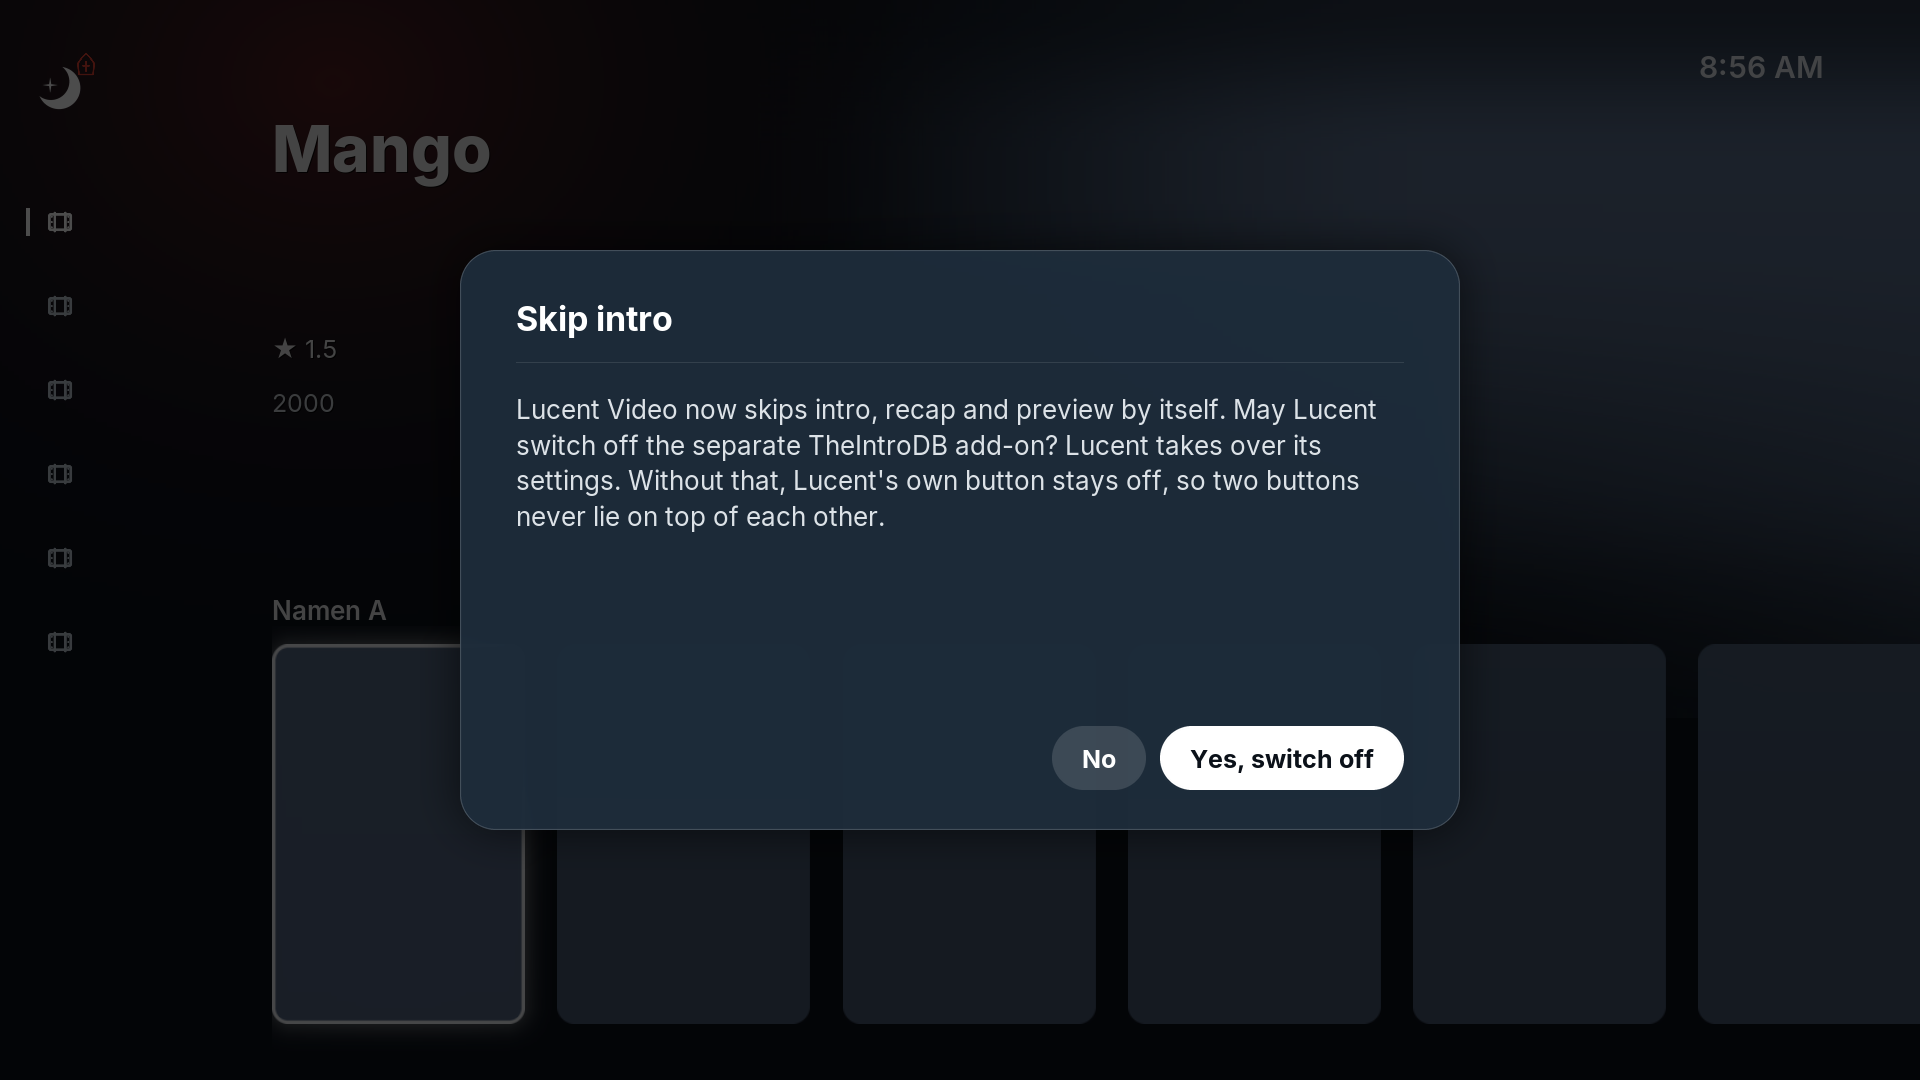 8:56 AM
Mango
★ 1.5
2000
Namen A
Skip intro
Lucent Video now skips intro, recap and preview by itself. May Lucent
switch off the separate TheIntroDB add-on? Lucent takes over its
settings. Without that, Lucent's own button stays off, so two buttons
never lie on top of each other.
No
Yes, switch off